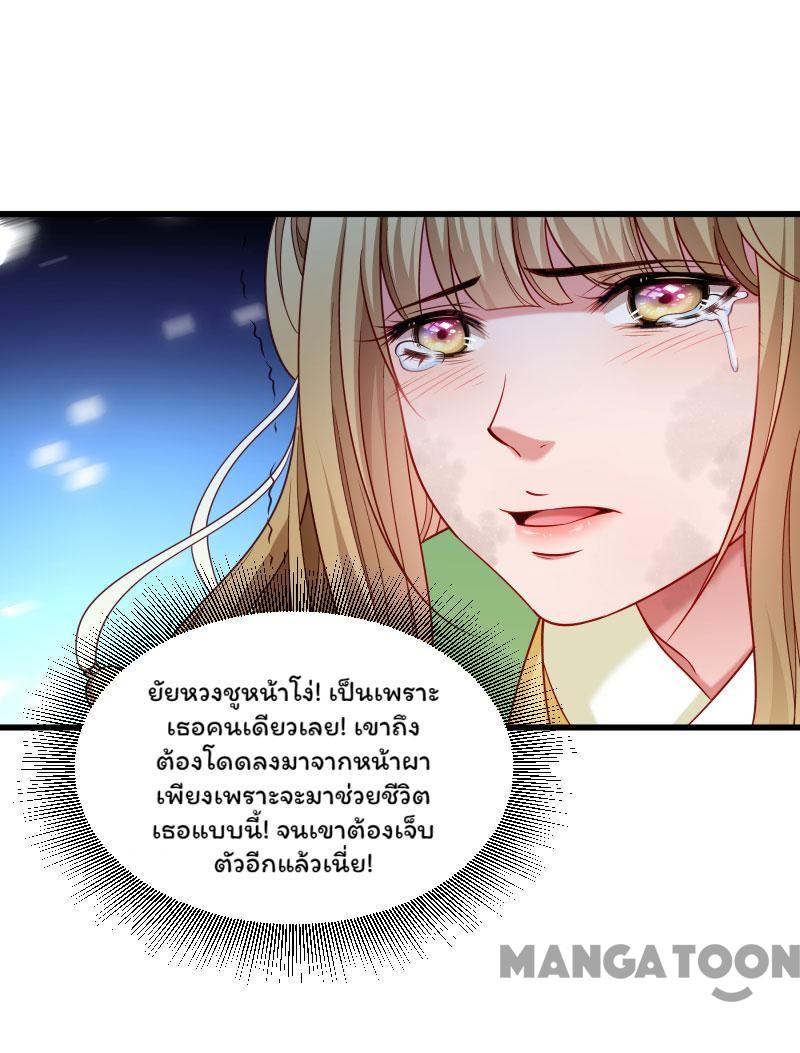 ยัยหวงชูหน้าโง่! เป็นเพราะ
เธอคนเดียวเลย! เขาถึง
ต้องโดดลงมาจากหน้าผา
เพียงเพราะจะมาช่วยชีวิต
เธอแบบนี้! จนเขาต้องเจ็บ
ตัวอีกแล้วเนี่ย!
MANGATOON